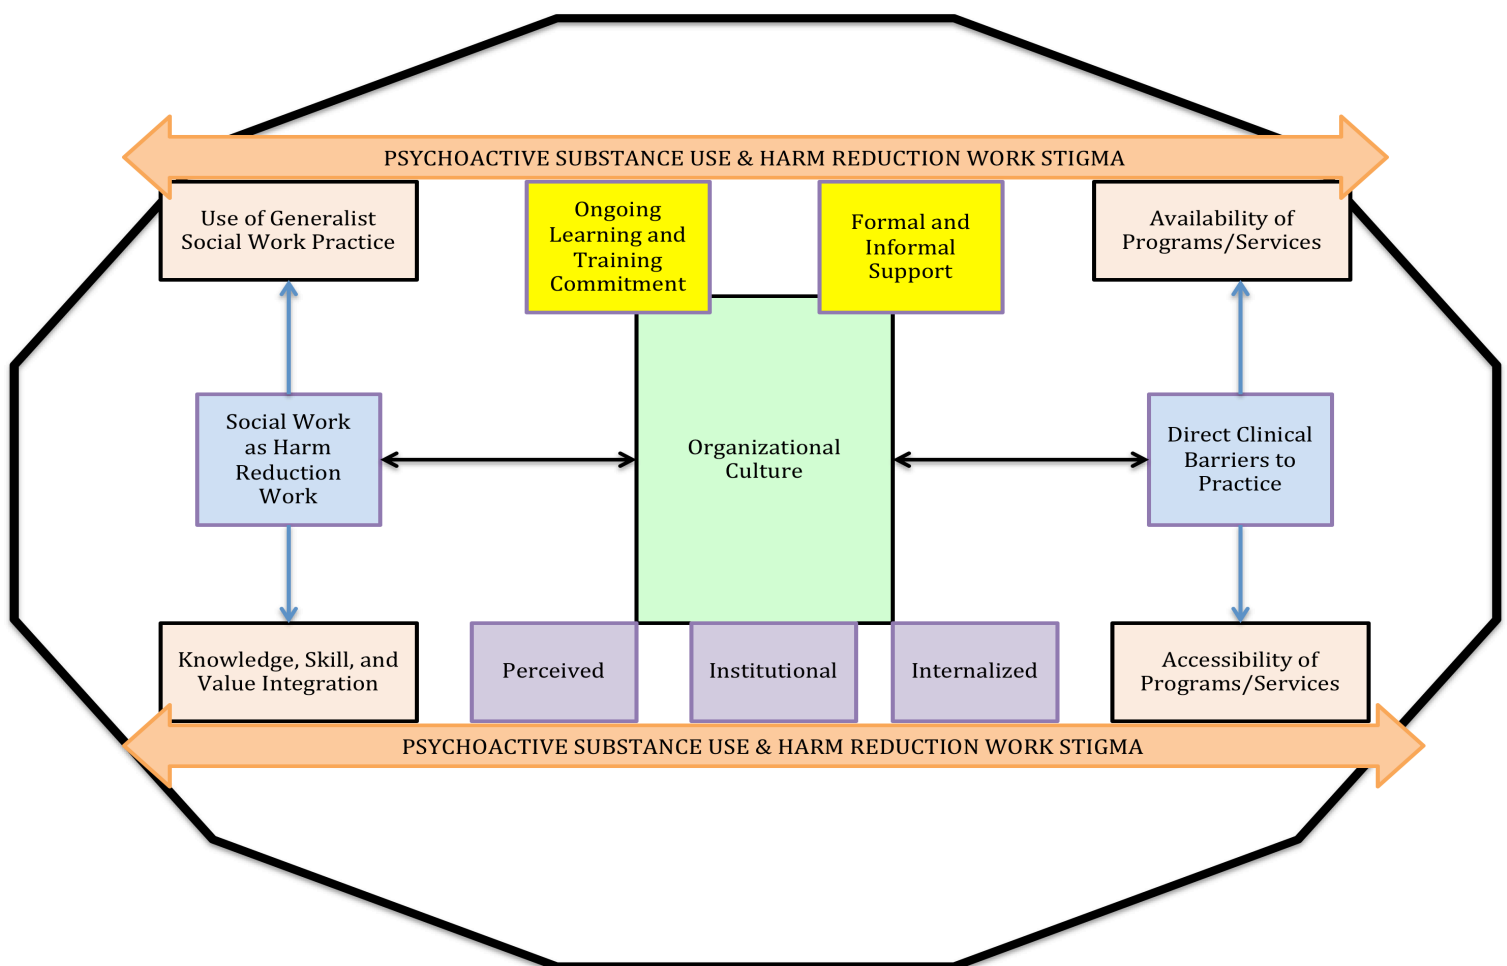 PSYCHOACTIVE SUBSTANCE USE & HARM REDUCTION WORK STIGMA
Use of Generalist
Social Work Practice
Ongoing
Learning and
Training
Commitment
Formal and
Informal
Support
Availability of
Programs/Services
Social Work
as Harm
Reduction
Work
Organizational
Culture
Direct Clinical
Barriers to
Practice
Knowledge, Skill, and
Value Integration
Perceived
Institutional
Internalized
Accessibility of
Programs/Services
PSYCHOACTIVE SUBSTANCE USE & HARM REDUCTION WORK STIGMA